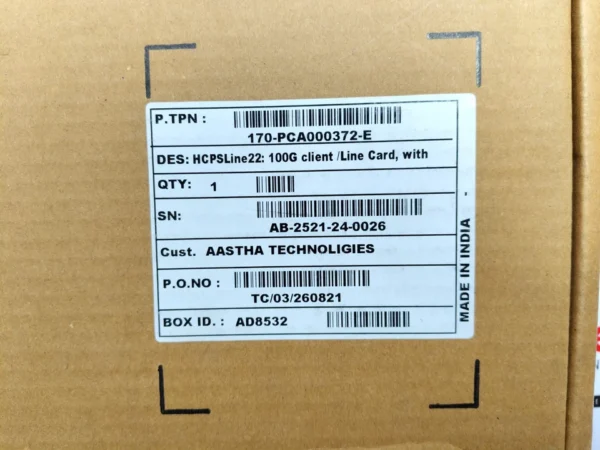 P.TPN :
170-PCA000372-E
DES: HCPSLine22: 100G client /Line Card, with
QTY: 1
SN:
AB-2521-24-0026
Cust. AASTHA TECHNOLIGIES
P.O.NO :
TC/03/260821
BOX ID. : AD8532
MADE IN INDIA -